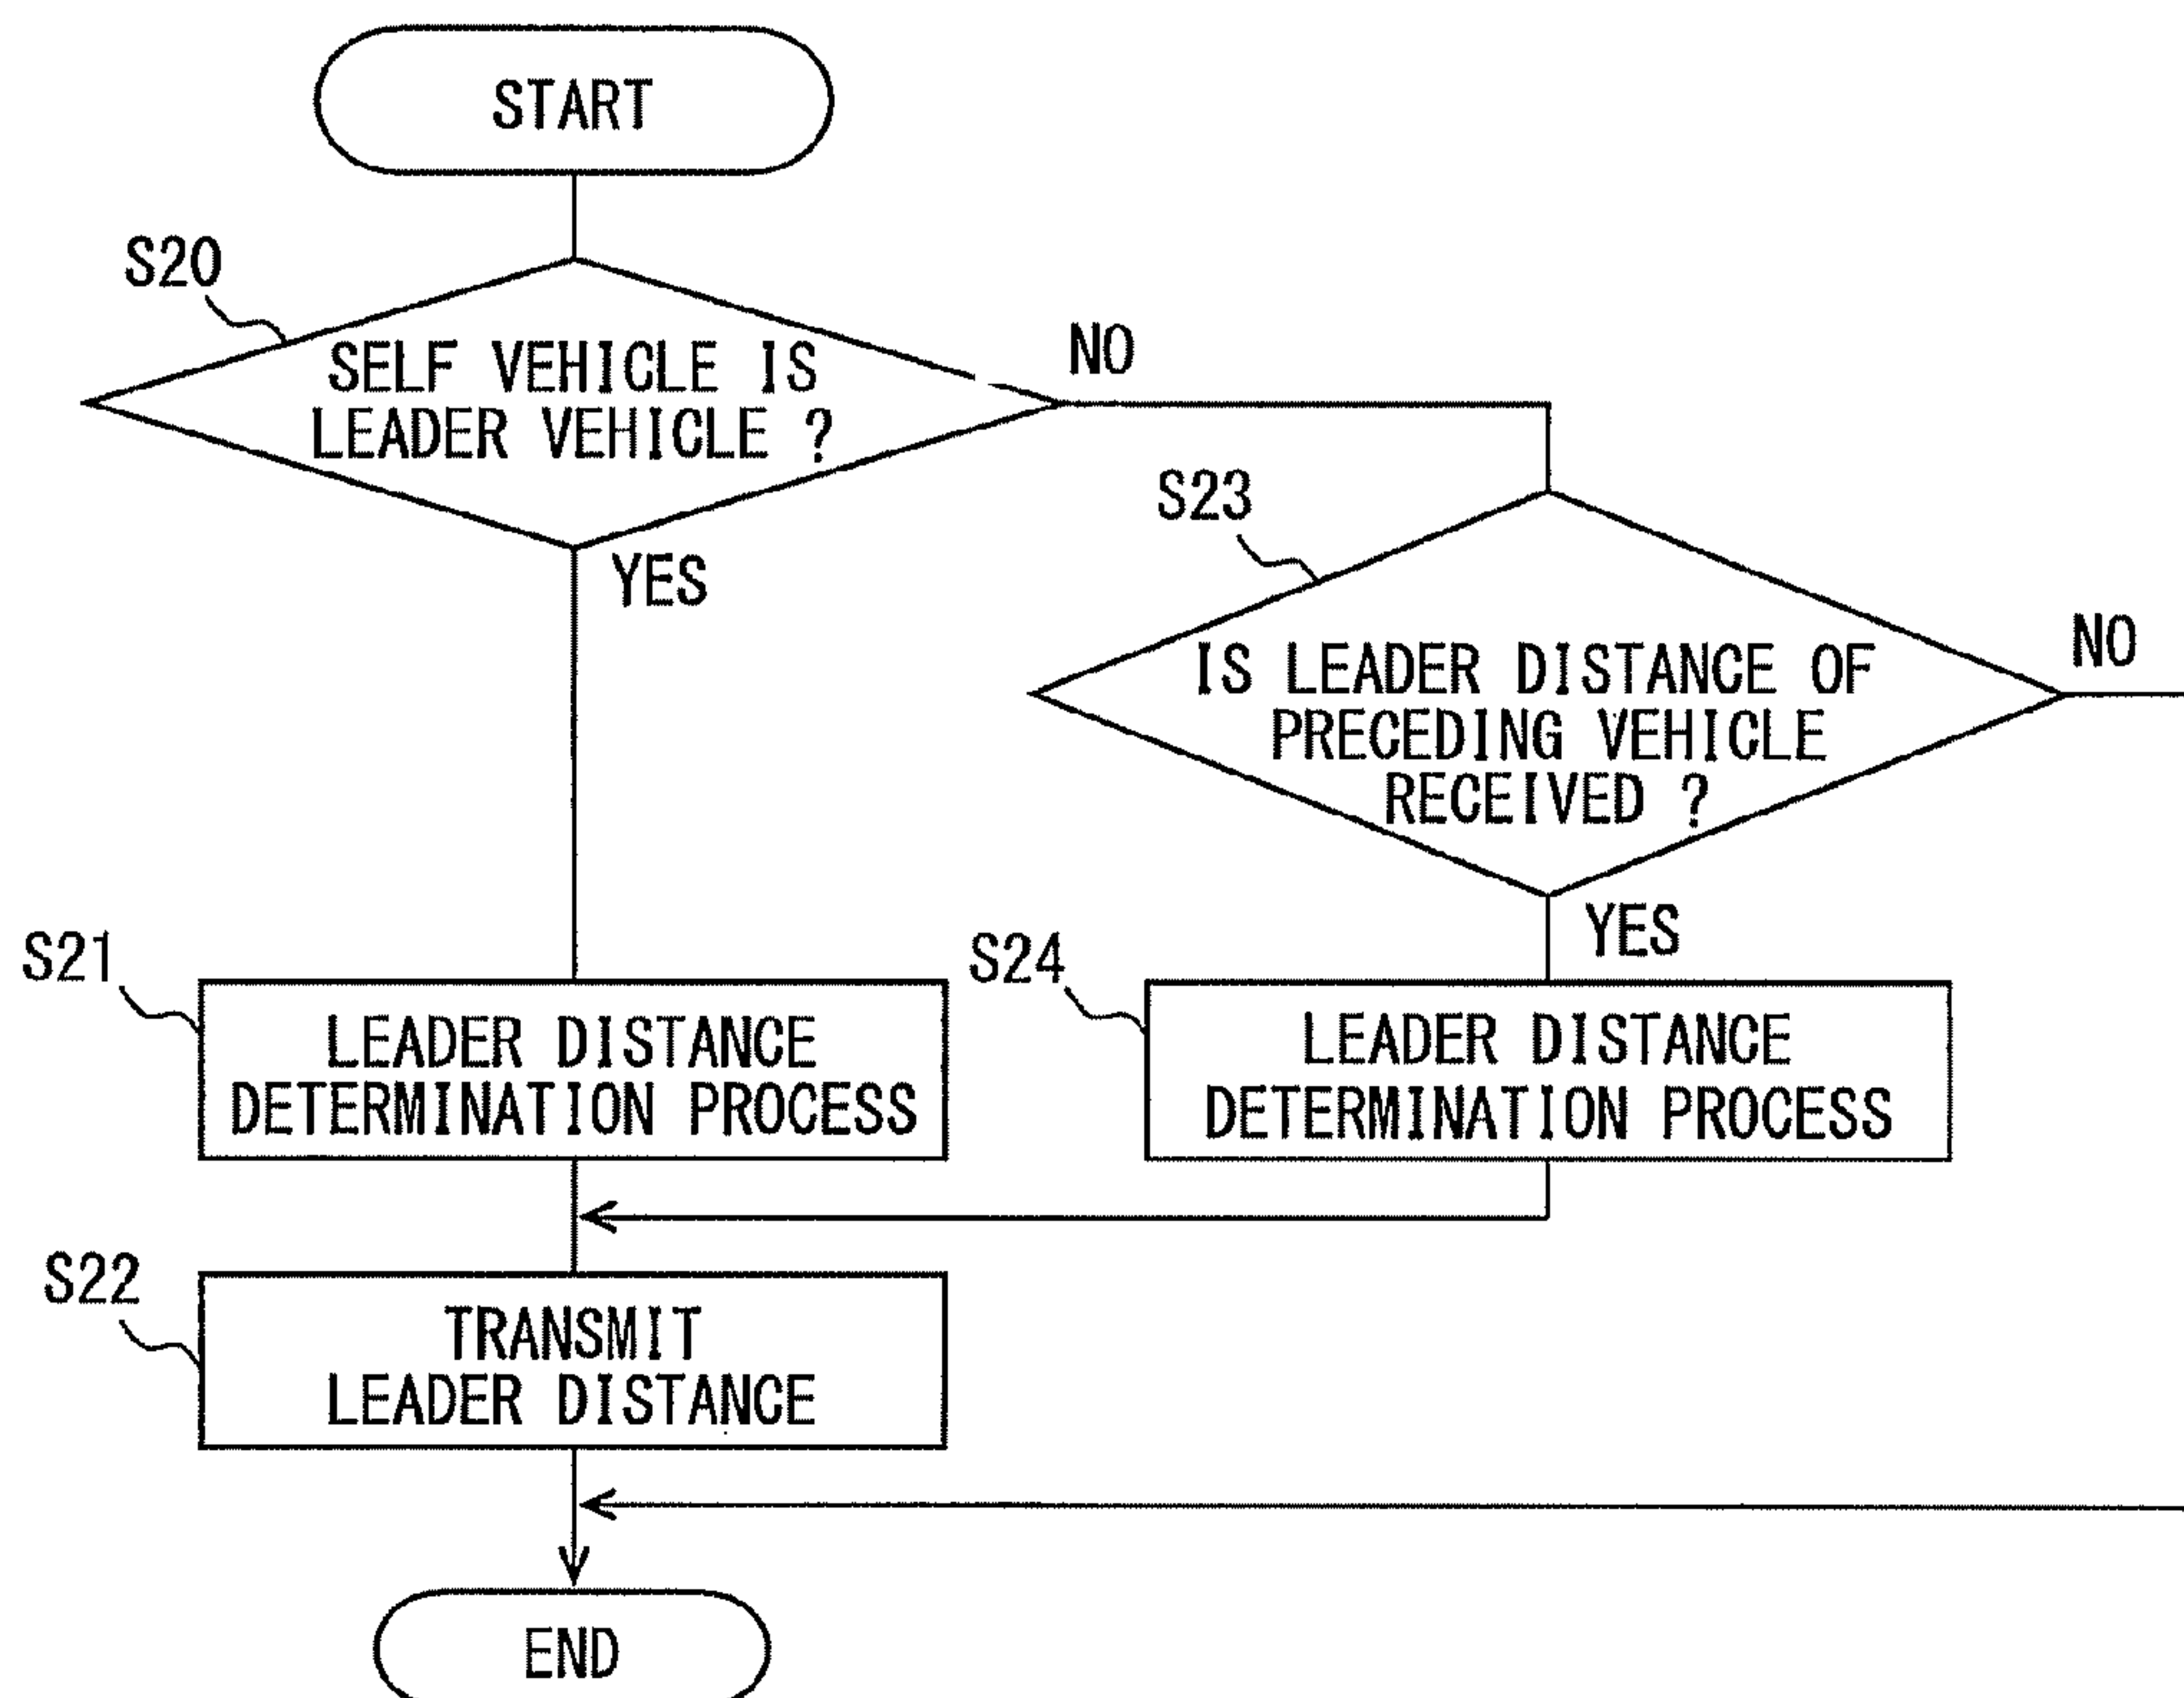 START
S20
SELF VEHICLE IS
LEADER VEHICLE ?
NO
YES
S23
IS LEADER DISTANCE OF
PRECEDING VEHICLE
RECEIVED ?
NO
YES
S21
LEADER DISTANCE
DETERMINATION PROCESS
S24
LEADER DISTANCE
DETERMINATION PROCESS
S22
TRANSMIT
LEADER DISTANCE
END